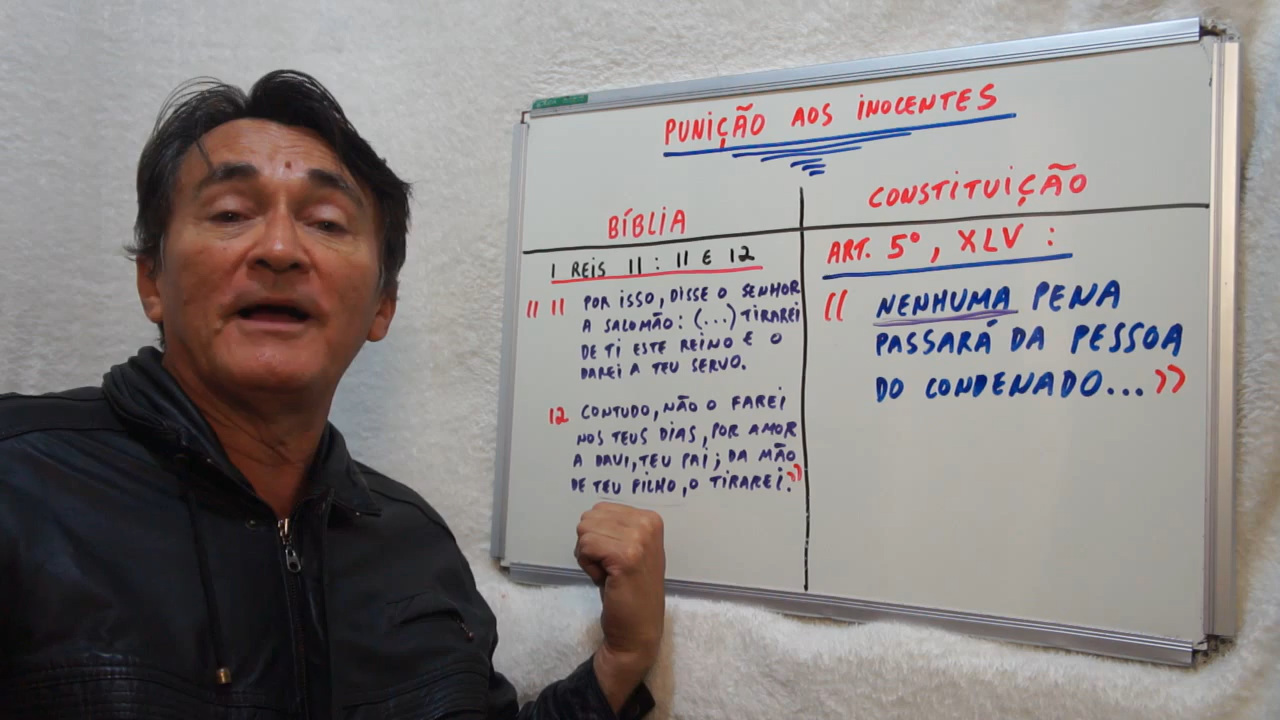 PUNIÇÃO AOS INOCENTES
BÍBLIA
1 REIS 11 : 11 E 12
" 11 POR ISSO, DISSE O SENHOR
A SALOMÃO: (...) TIRAREI
DE TI ESTE REINO E O
DAREI A TEU SERVO.
12 CONTUDO, NÃO O FAREI
NOS TEUS DIAS, POR AMOR
A DAVI, TEU PAI; DA MÃO
DE TEU FILHO, O TIRAREI."
CONSTITUIÇÃO
ART. 5º, XLV :
" NENHUMA PENA
PASSARÁ DA PESSOA
DO CONDENADO... "